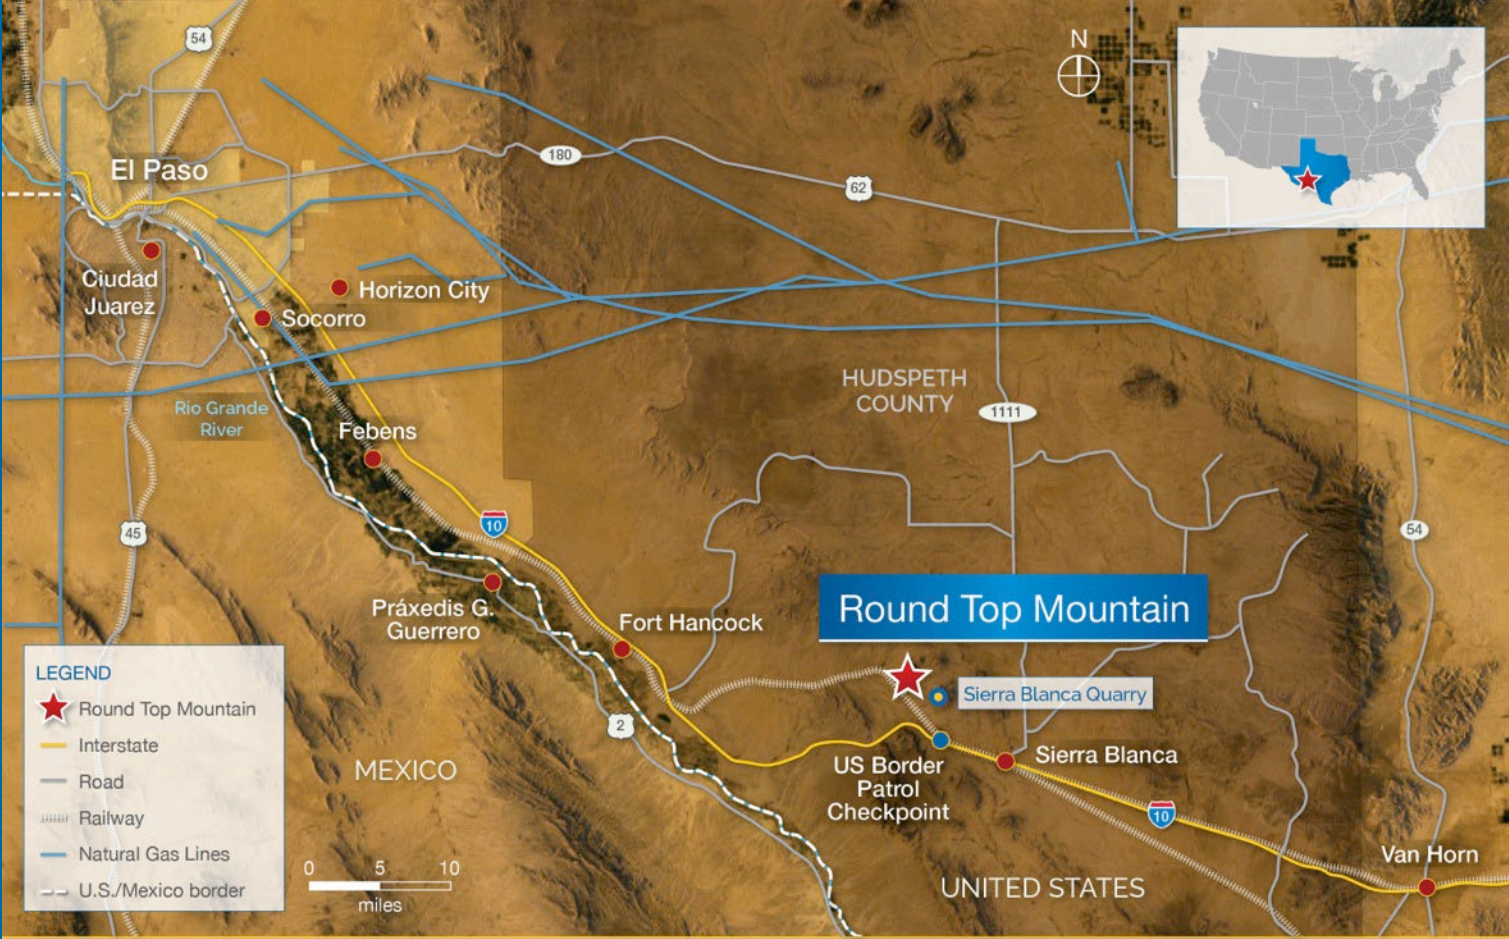 54
N
El Paso
180
62
Ciudad
Juarez
Horizon City
Socorro
HUDSPETH
COUNTY
1111
Rio Grande
River
Febens
45
10
54
Práxedis G.
Guerrero
Fort Hancock
Round Top Mountain
Sierra Blanca Quarry
2
MEXICO
US Border
Patrol
Checkpoint
Sierra Blanca
10
Van Horn
UNITED STATES
LEGEND
Round Top Mountain
Interstate
Road
Railway
Natural Gas Lines
U.S./Mexico border
0 5 10
miles